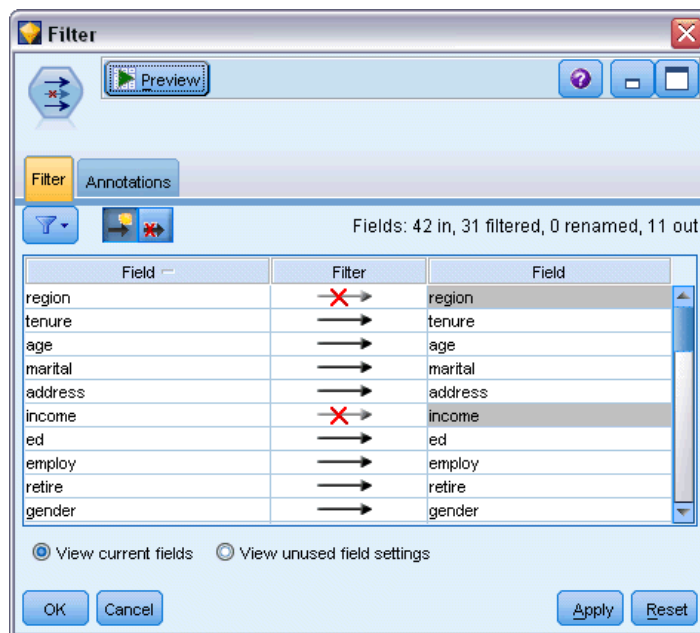 Filter
Preview
Filter Annotations
Fields: 42 in, 31 filtered, 0 renamed, 11 out
Field Filter Field
region region
tenure tenure
age age
marital marital
address address
income income
ed ed
employ employ
retire retire
gender gender
View current fields View unused field settings
OK Cancel Apply Reset